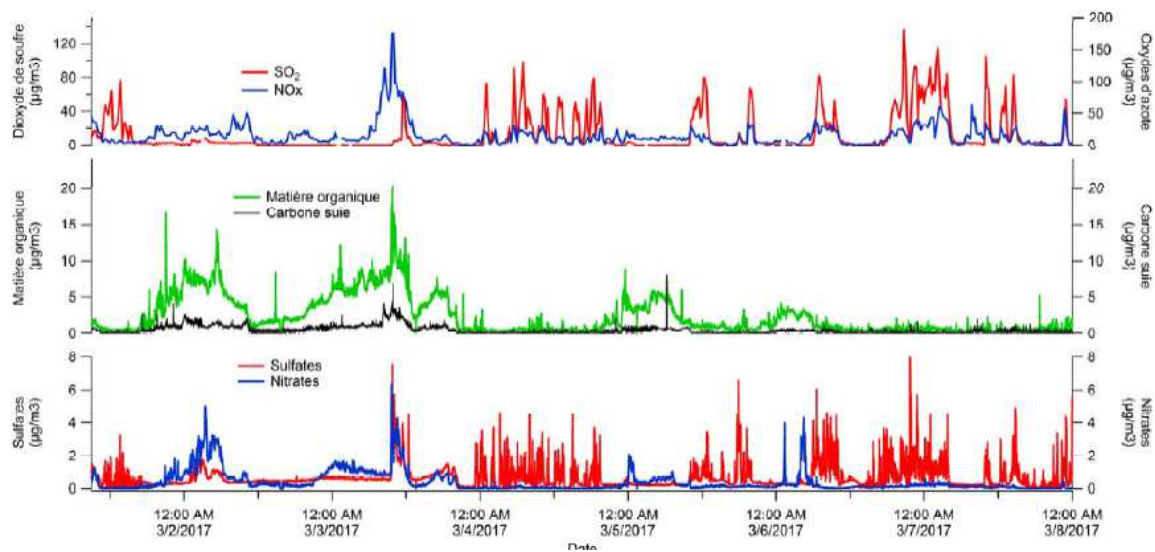 Dioxyde de soufre
(µg/m3)
120
80
40
0
SO2
NOx
200
150
100
50
0
Oxydes d'azote
(µg/m3)
Matière organique
(µg/m3)
20
15
10
5
0
Matière organique
Carbone suie
20
15
10
5
0
Carbone suie
(µg/m3)
Sulfates
(µg/m3)
8
6
4
2
0
Sulfates
Nitrates
8
6
4
2
0
Nitrates
(µg/m3)
12:00 AM
3/2/2017
12:00 AM
3/3/2017
12:00 AM
3/4/2017
12:00 AM
3/5/2017
12:00 AM
3/6/2017
12:00 AM
3/7/2017
12:00 AM
3/8/2017
Date